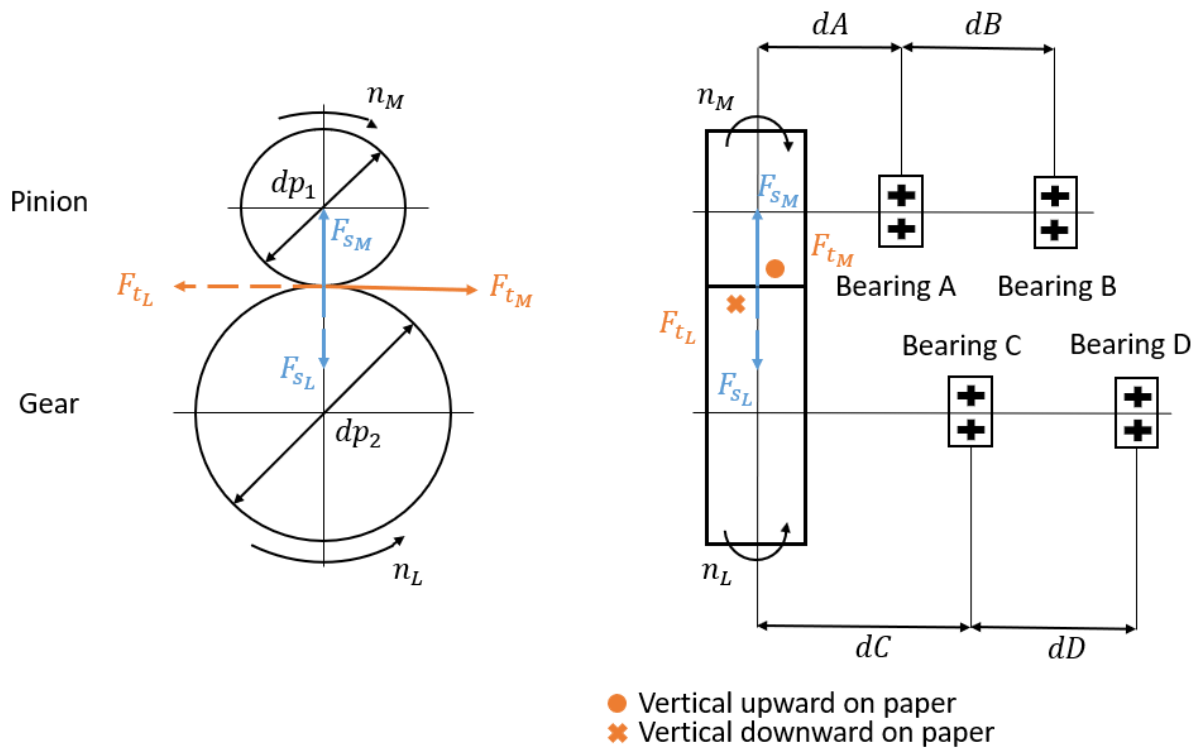 n_M
Pinion
dp_1
F_{s_M}
F_{t_L}
F_{t_M}
F_{s_L}
Gear
dp_2
n_L
dA
dB
n_M
F_{s_M}
F_{t_M}
Bearing A
Bearing B
F_{t_L}
Bearing C
Bearing D
F_{s_L}
n_L
dC
dD
Vertical upward on paper
Vertical downward on paper